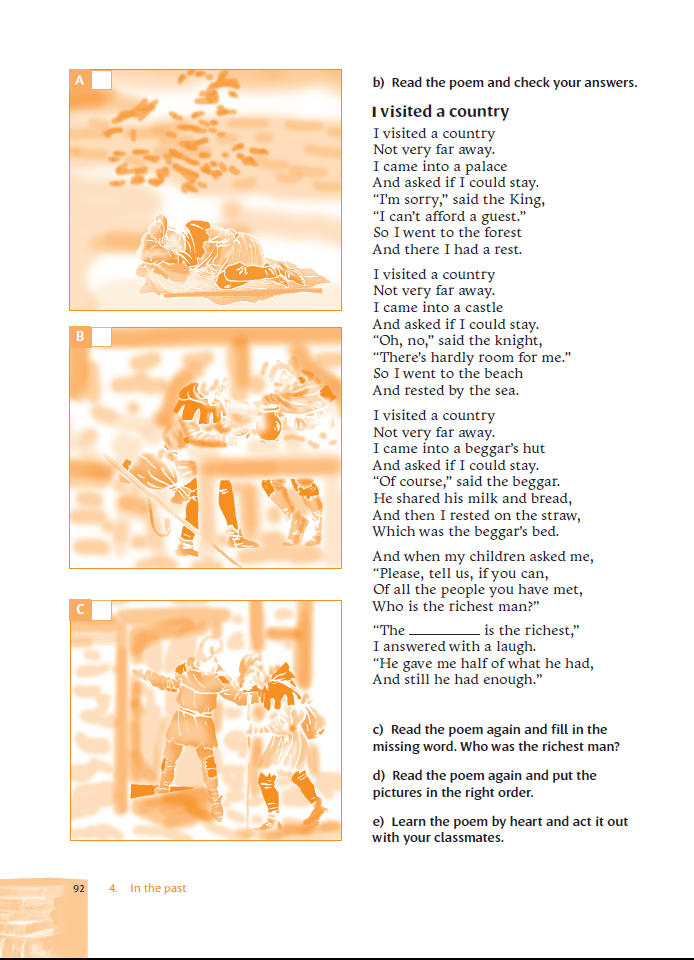 A
B
C
b) Read the poem and check your answers.
I visited a country
I visited a country
Not very far away.
I came into a palace
And asked if I could stay.
“I’m sorry,” said the King,
“I can’t afford a guest.”
So I went to the forest
And there I had a rest.
I visited a country
Not very far away.
I came into a castle
And asked if I could stay.
“Oh, no,” said the knight,
“There’s hardly room for me.”
So I went to the beach
And rested by the sea.
I visited a country
Not very far away.
I came into a beggar’s hut
And asked if I could stay.
“Of course,” said the beggar.
He shared his milk and bread,
And then I rested on the straw,
Which was the beggar’s bed.
And when my children asked me,
“Please, tell us, if you can,
Of all the people you have met,
Who is the richest man?”
“The _________ is the richest,”
I answered with a laugh.
“He gave me half of what he had,
And still he had enough.”
c) Read the poem again and fill in the
missing word. Who was the richest man?
d) Read the poem again and put the
pictures in the right order.
e) Learn the poem by heart and act it out
with your classmates.
92 4. In the past